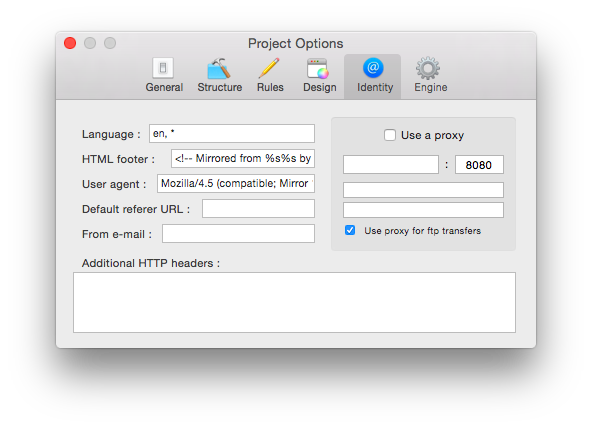 Project Options
General Structure Rules Design @ Identity Engine
Language : en, *
HTML footer : <!-- Mirrored from %s%s by
User agent : Mozilla/4.5 (compatible; Mirror
Default referer URL :
From e-mail :
Use a proxy
: 8080
Use proxy for ftp transfers
Additional HTTP headers :